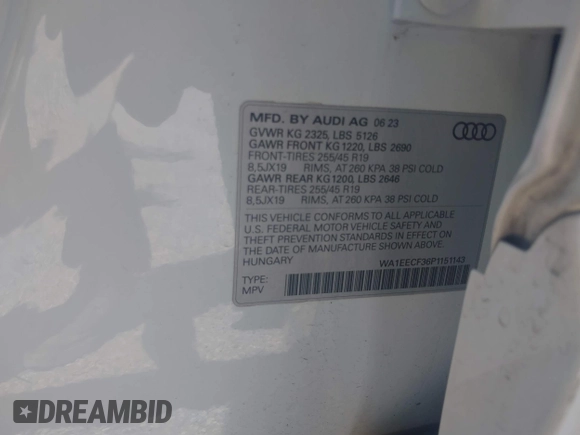 MFD. BY AUDI AG 06 23
GVWR KG 2325, LBS 5126
GAWR FRONT KG 1220, LBS 2690
FRONT-TIRES 255/45 R19
8,5JX19 RIMS, AT 260 KPA 38 PSI COLD
GAWR REAR KG1200, LBS 2646
REAR-TIRES 255/45 R19
8,5JX19 RIMS, AT 260 KPA 38 PSI COLD
THIS VEHICLE CONFORMS TO ALL APPLICABLE
U.S. FEDERAL MOTOR VEHICLE SAFETY AND
THEFT PREVENTION STANDARDS IN EFFECT ON
THE DATE OF MANUFACTURE SHOWN ABOVE.
HUNGARY
WA1EECF36P1151143
TYPE:
MPV
DREAMBID